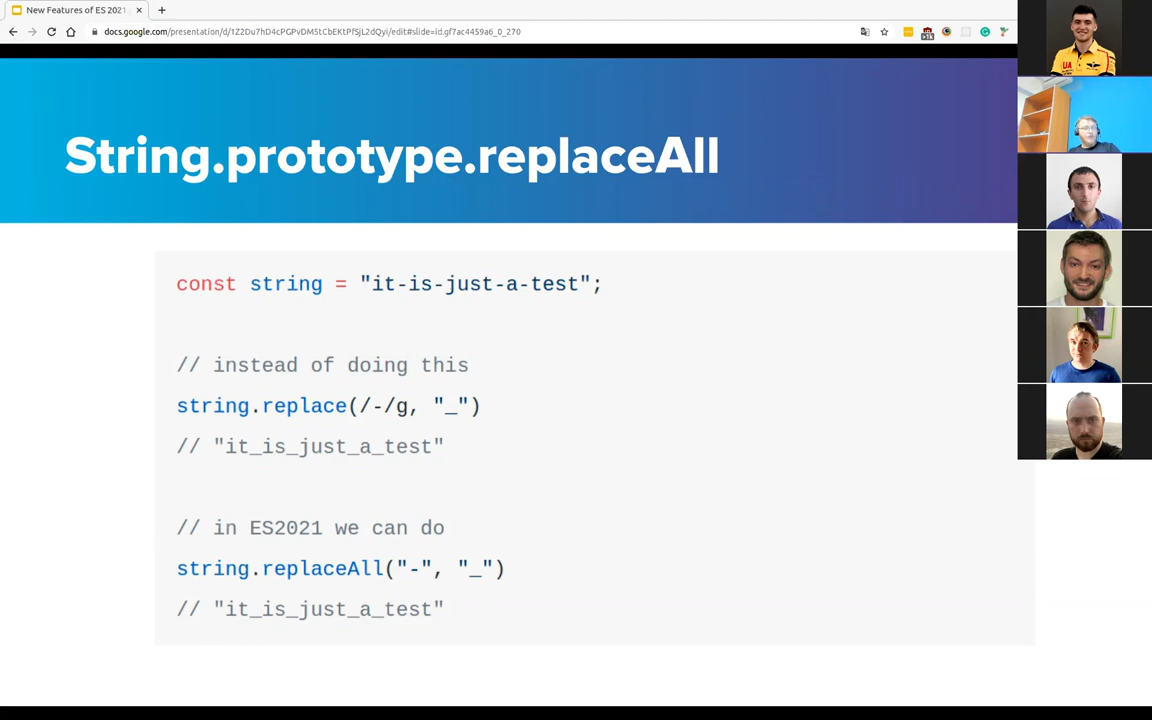 New Features of ES 2021
docs.google.com/presentation/d/1Z2Du7hD4cPGPvDM5tCbEKtPfSjL2dQyi/edit#slide=id.gf7ac4459a6_0_270
String.prototype.replaceAll
const string = "it-is-just-a-test";
// instead of doing this
string.replace(/-/g, "_")
// "it_is_just_a_test"
// in ES2021 we can do
string.replaceAll("-", "_")
// "it_is_just_a_test"
UA